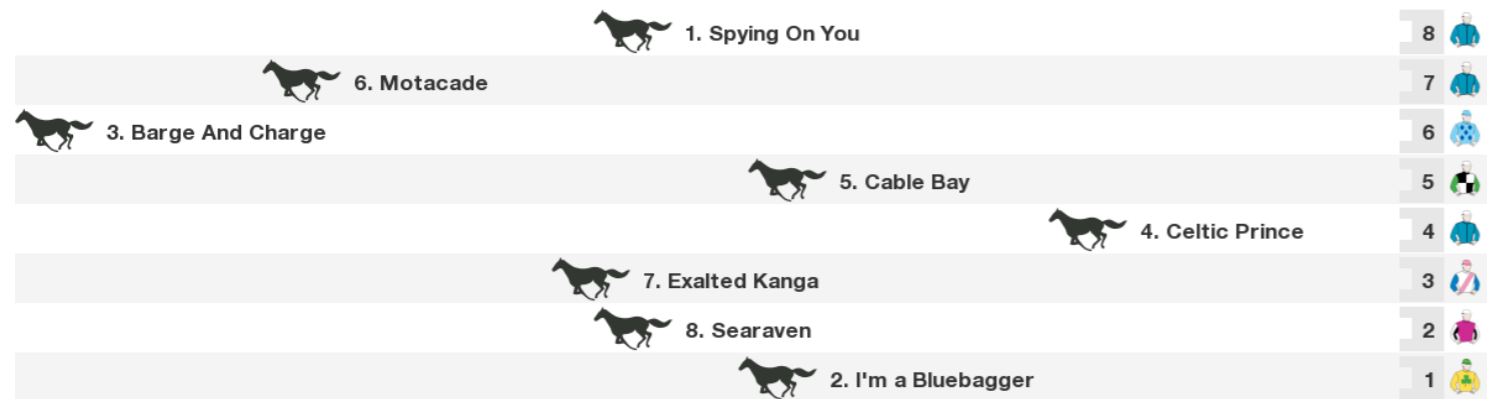 1. Spying On You 8
6. Motacade 7
3. Barge And Charge 6
5. Cable Bay 5
4. Celtic Prince 4
7. Exalted Kanga 3
8. Searaven 2
2. I'm a Bluebagger 1